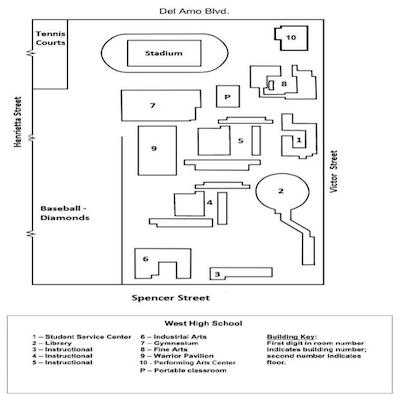 Del Amo Blvd.
Tennis
Courts
Stadium
10
8
P
7
Henrietta Street
5
1
9
Victor Street
2
4
Baseball -
Diamonds
6
3
Spencer Street
West High School
1 – Student Service Center
2 – Library
3 – Instructional
4 – Instructional
5 – Instructional
6 – Industrial Arts
7 – Gymnasium
8 – Fine Arts
9 – Warrior Pavilion
10 - Performing Arts Center
P – Portable classroom
Building Key:
First digit in room number
indicates building number;
second number indicates
floor.